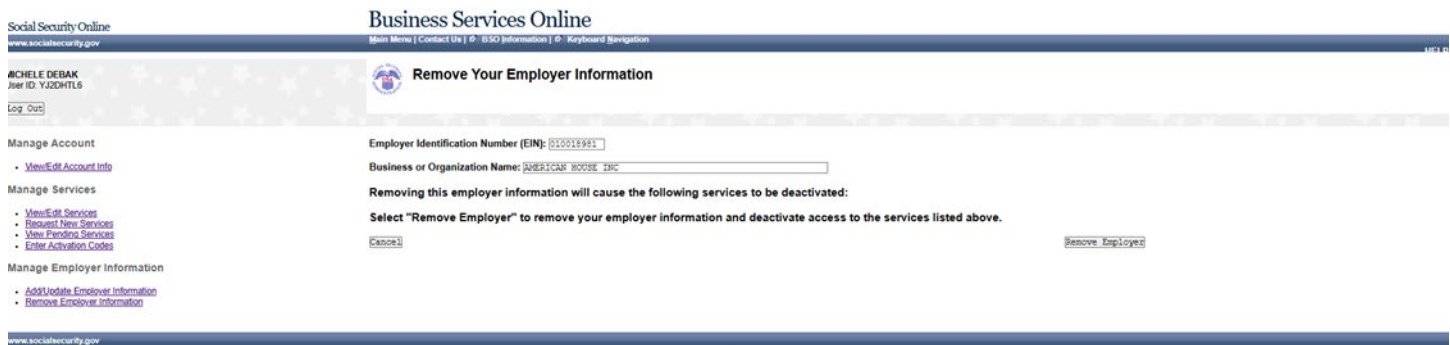 Social Security Online
Business Services Online
www.socialsecurity.gov
Main Menu | Contact Us | BSO Information | Keyboard Navigation
HELP
MICHELE DEBAK
User ID: YJ2DHTL6
Log Out
Remove Your Employer Information
Manage Account
View/Edit Account Info
Manage Services
View/Edit Services
Request New Services
View Pending Services
Enter Activation Codes
Manage Employer Information
Add/Update Employer Information
Remove Employer Information
Employer Identification Number (EIN): 010018981
Business or Organization Name: AMERICAN HOUSE INC
Removing this employer information will cause the following services to be deactivated:
Select "Remove Employer" to remove your employer information and deactivate access to the services listed above.
Cancel
Remove Employer
www.socialsecurity.gov